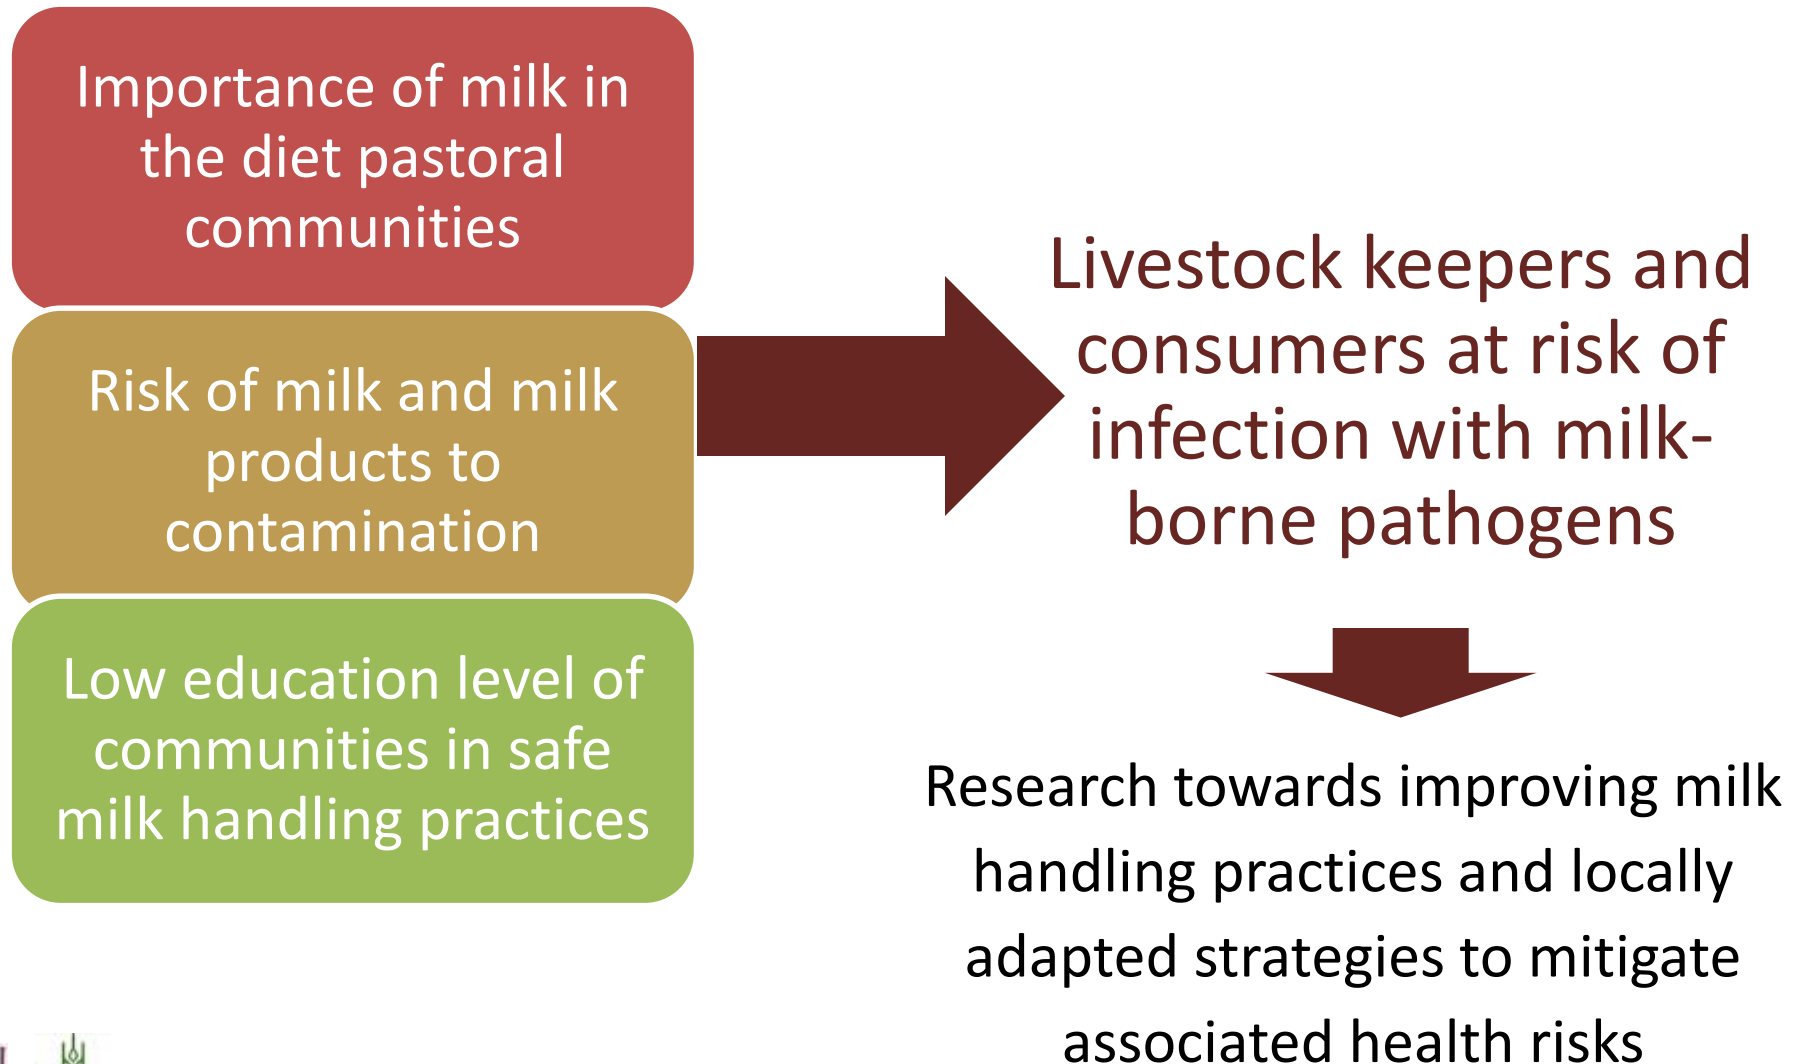 Importance of milk in
the diet pastoral
communities
Risk of milk and milk
products to
contamination
Low education level of
communities in safe
milk handling practices
Livestock keepers and
consumers at risk of
infection with milk-
borne pathogens
Research towards improving milk
handling practices and locally
adapted strategies to mitigate
associated health risks